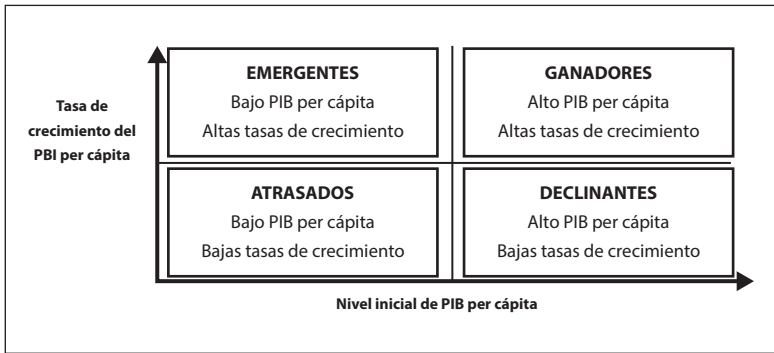 EMERGENTES
Bajo PIB per cápita
Altas tasas de crecimiento
GANADORES
Alto PIB per cápita
Altas tasas de crecimiento
Tasa de
crecimiento del
PBI per cápita
ATRASADOS
Bajo PIB per cápita
Bajas tasas de crecimiento
DECLINANTES
Alto PIB per cápita
Bajas tasas de crecimiento
Nivel inicial de PIB per cápita